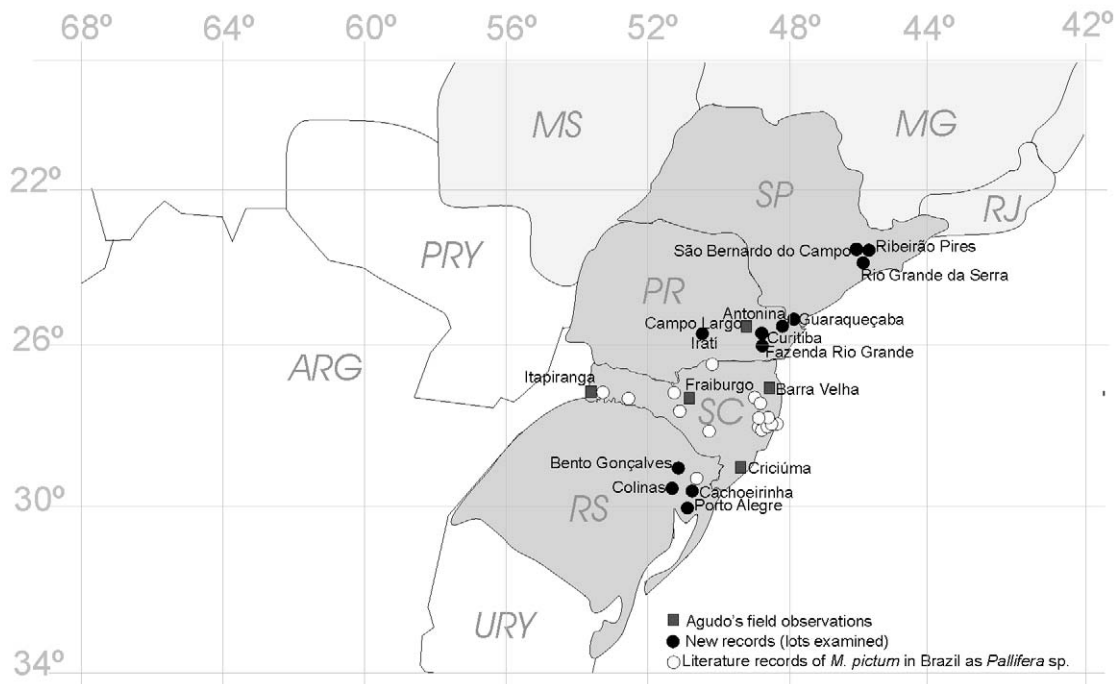 68º 64º 60º 56º 52º 48º 44º 42º
MS
MG
22º
SP
RJ
PRY
São Bernardo do Campo
Ribeirão Pires
Rio Grande da Serra
PR
Antonina
Guaraqueçaba
Campo Largo
Curitiba
Irati
26º
Fazenda Rio Grande
ARG
Itapiranga
Fraiburgo
Barra Velha
SC
Bento Gonçalves
Criciúma
Colinas
Cachoeirinha
RS
Porto Alegre
30º
URY
Agudo's field observations
New records (lots examined)
Literature records of M. pictum in Brazil as Pallifera sp.
34º